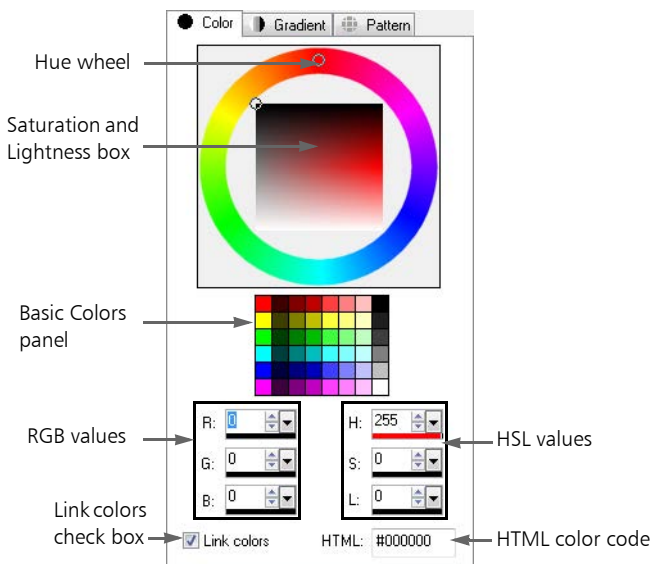 Color Gradient Pattern
Hue wheel
Saturation and
Lightness box
Basic Colors
panel
RGB values
R: 0
G: 0
B: 0
H: 255
S: 0
L: 0
HSL values
Link colors
check box
Link colors
HTML: #000000
HTML color code